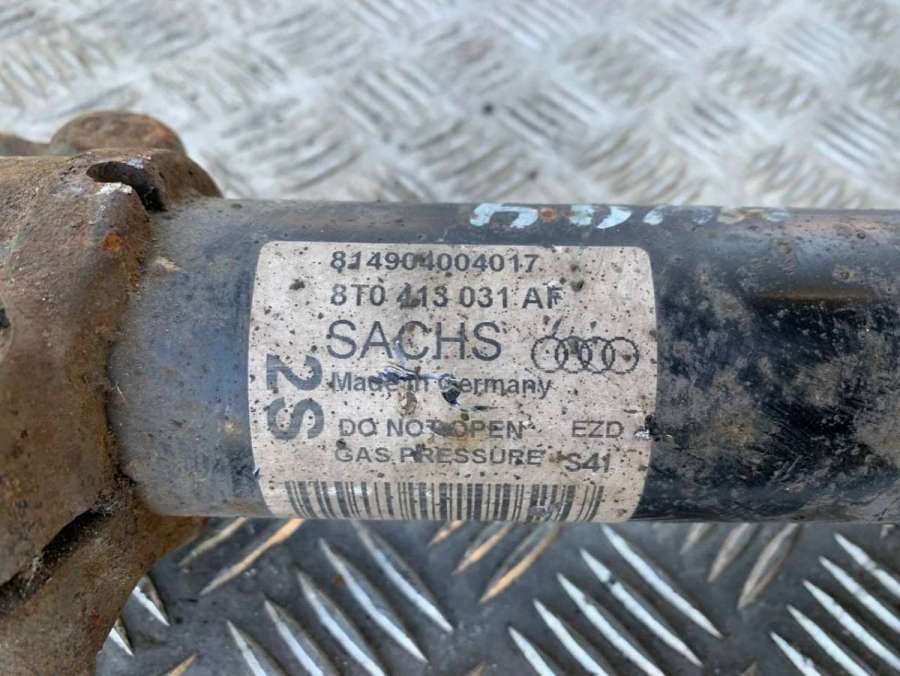 814904004017
8T0 413 031 AF
SACHS
Made in Germany
2S
DO NOT OPEN EZD
GAS PRESSURE S41